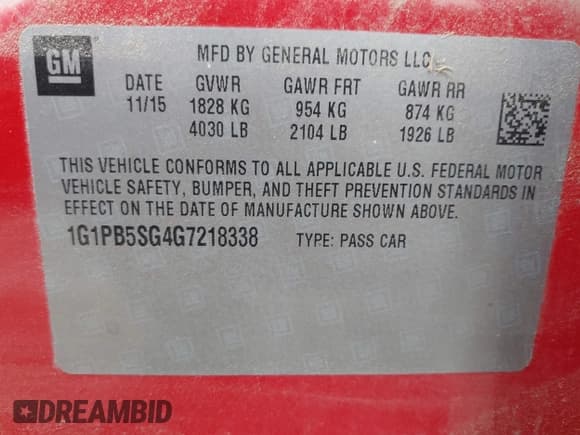 GM
MFD BY GENERAL MOTORS LLC
DATE GVWR GAWR FRT GAWR RR
11/15 1828 KG 954 KG 874 KG
4030 LB 2104 LB 1926 LB
THIS VEHICLE CONFORMS TO ALL APPLICABLE U.S. FEDERAL MOTOR
VEHICLE SAFETY, BUMPER, AND THEFT PREVENTION STANDARDS IN
EFFECT ON THE DATE OF MANUFACTURE SHOWN ABOVE.
1G1PB5SG4G7218338 TYPE: PASS CAR
DREAMBID